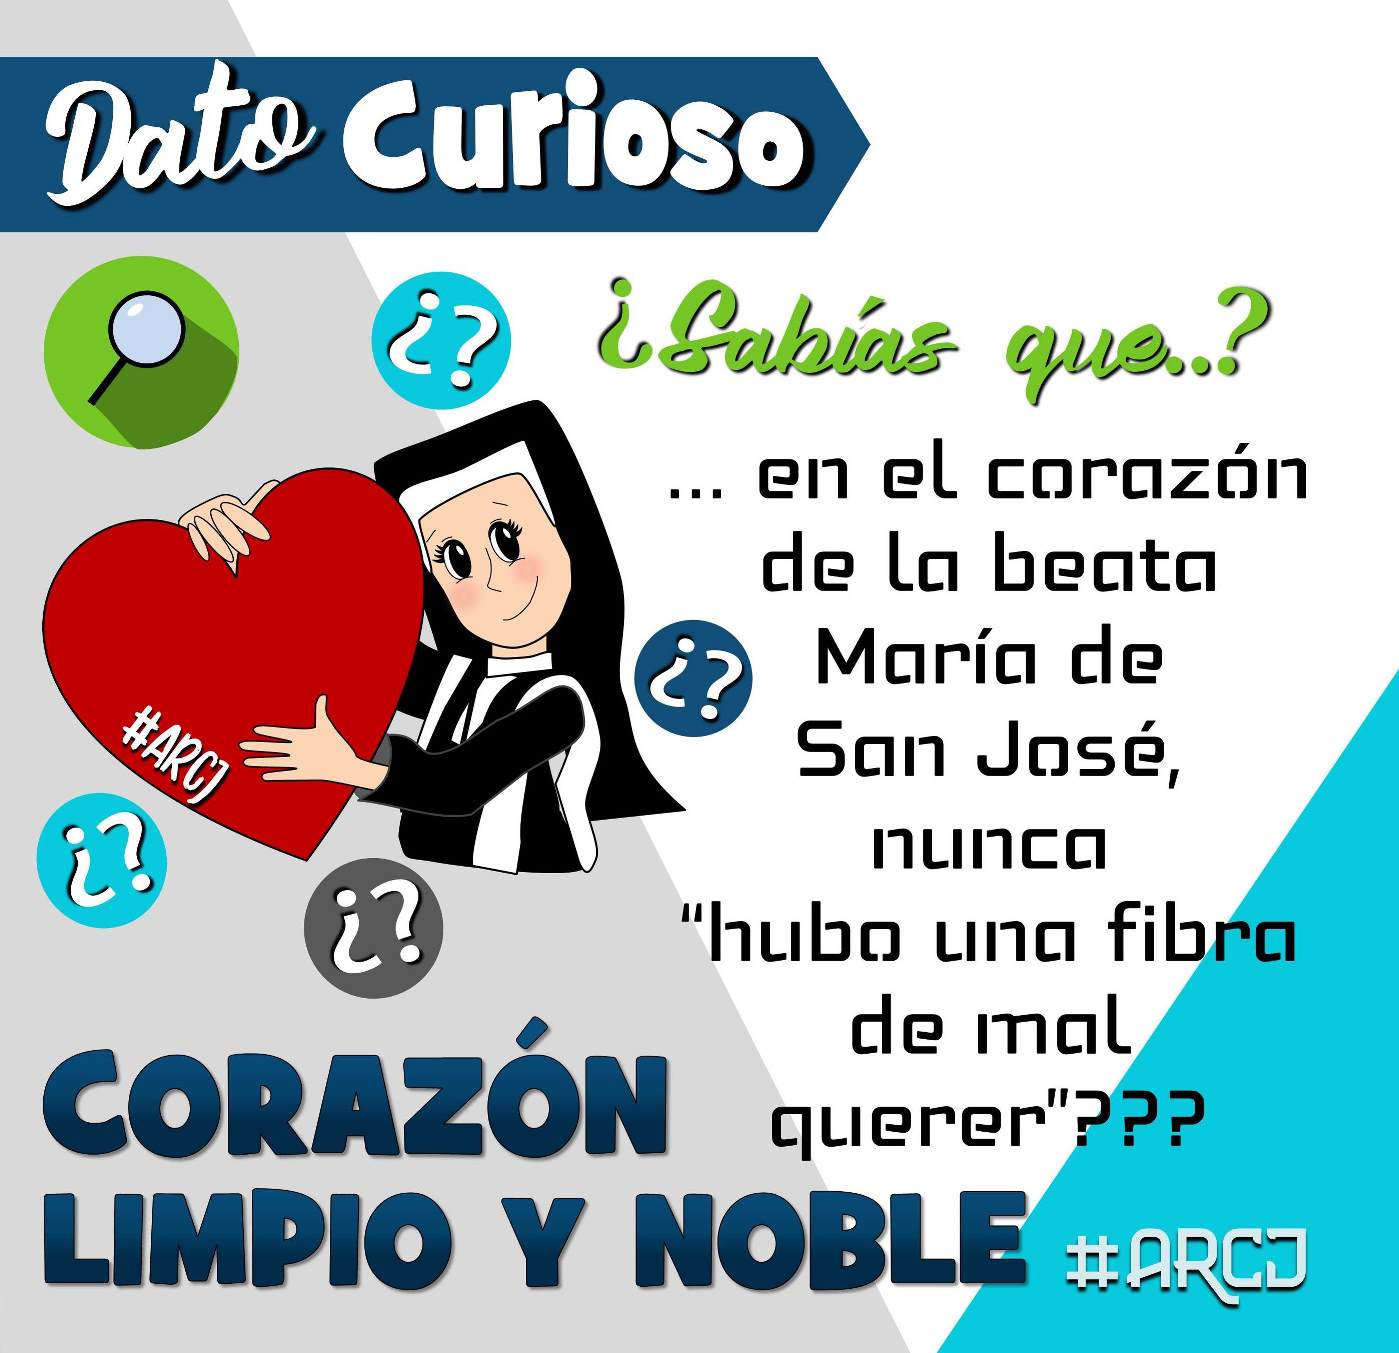 Dato Curioso
¿?
¿Sabías que..?
... en el corazón
de la beata
María de
San José,
¿?
nunca
#ARCJ
¿?
¿?
“hubo una fibra
de mal
querer”???
CORAZÓN
LIMPIO Y NOBLE
#ARCJ